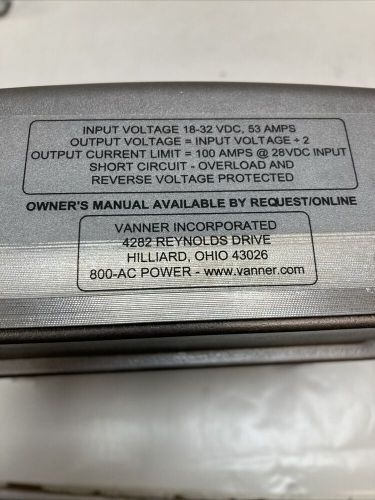 INPUT VOLTAGE 18-32 VDC, 53 AMPS
OUTPUT VOLTAGE = INPUT VOLTAGE ÷ 2
OUTPUT CURRENT LIMIT = 100 AMPS @ 28VDC INPUT
SHORT CIRCUIT - OVERLOAD AND
REVERSE VOLTAGE PROTECTED
OWNER'S MANUAL AVAILABLE BY REQUEST/ONLINE
VANNER INCORPORATED
4282 REYNOLDS DRIVE
HILLIARD, OHIO 43026
800-AC POWER - www.vanner.com